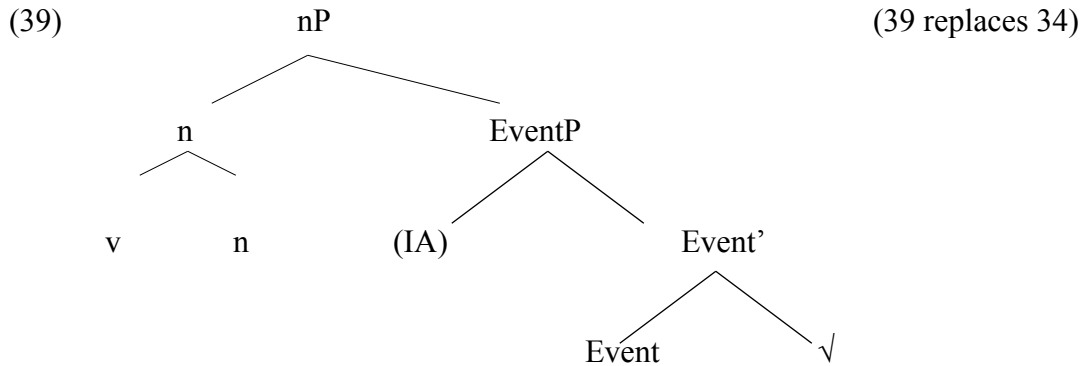 (39) nP (39 replaces 34)
n EventP
v n (IA) Event’
Event √